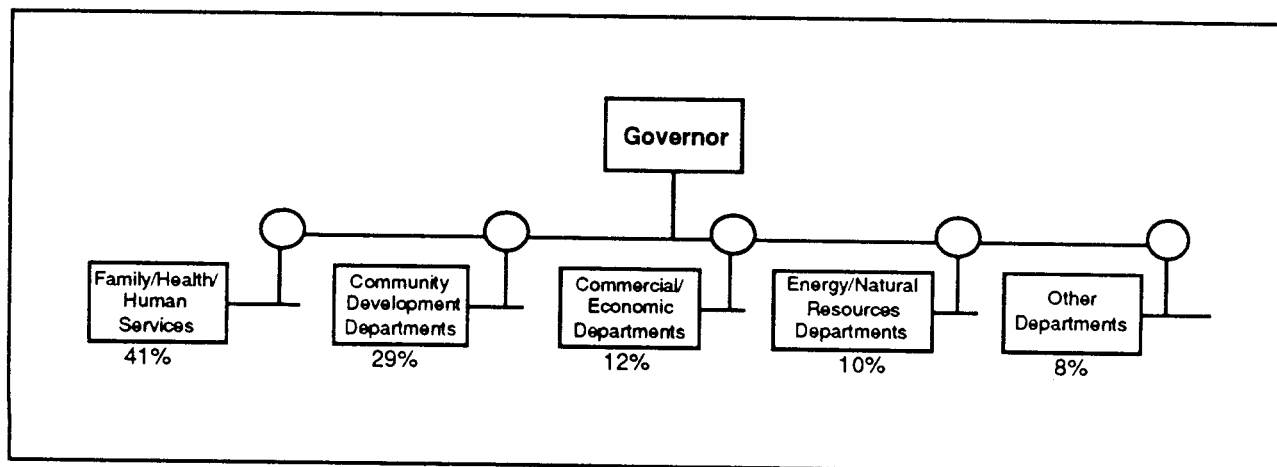 Governor
Family/Health/
Human
Services
41%
Community
Development
Departments
29%
Commercial/
Economic
Departments
12%
Energy/Natural
Resources
Departments
10%
Other
Departments
8%